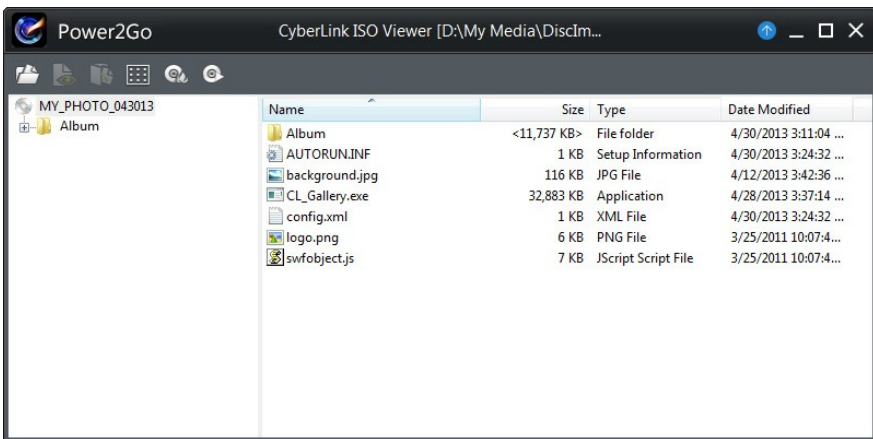 Power2Go CyberLink ISO Viewer [D:\My Media\DiscIm...
MY_PHOTO_043013
Album
Name Size Type Date Modified
Album <11,737 KB> File folder 4/30/2013 3:11:04 ...
AUTORUN.INF 1 KB Setup Information 4/30/2013 3:24:32 ...
background.jpg 116 KB JPG File 4/12/2013 3:42:36 ...
CL_Gallery.exe 32,883 KB Application 4/28/2013 3:37:14 ...
config.xml 1 KB XML File 4/30/2013 3:24:32 ...
logo.png 6 KB PNG File 3/25/2011 10:07:4...
swfobject.js 7 KB JScript Script File 3/25/2011 10:07:4...